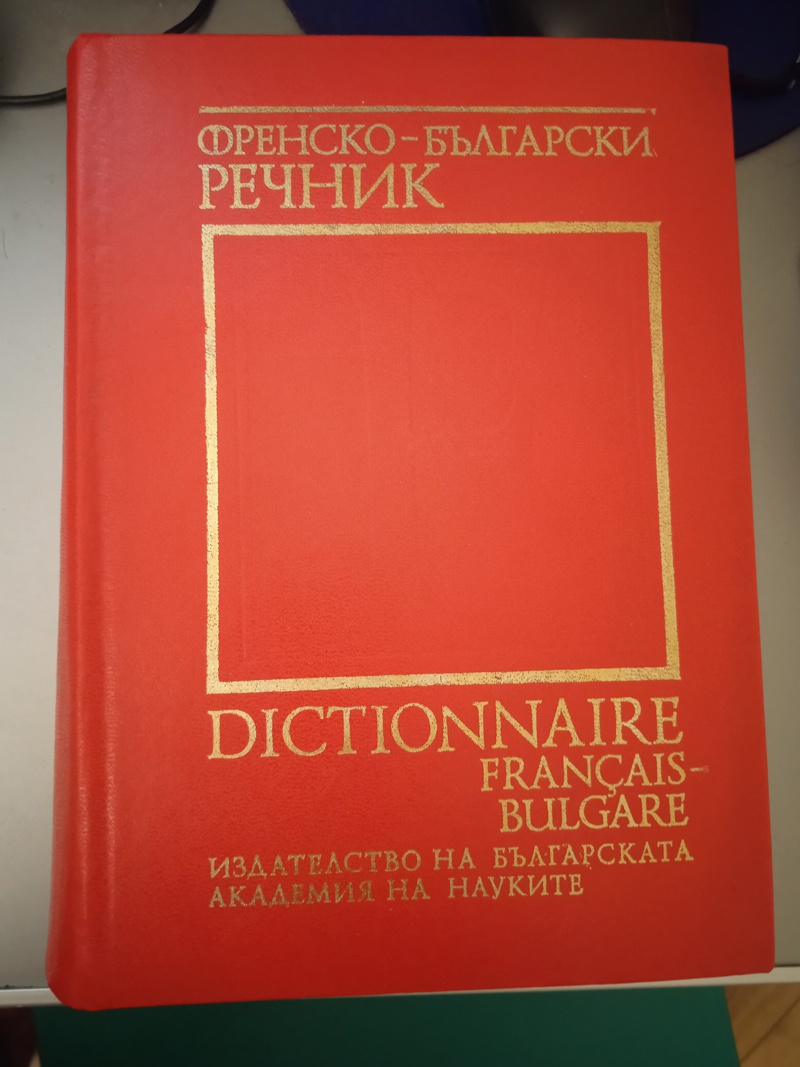 ФРЕНСКО-БЪЛГАРСКИ
РЕЧНИК
DICTIONNAIRE
FRANÇAIS-
BULGARE
ИЗДАТЕЛСТВО НА БЪЛГАРСКАТА
АКАДЕМИЯ НА НАУКИТЕ